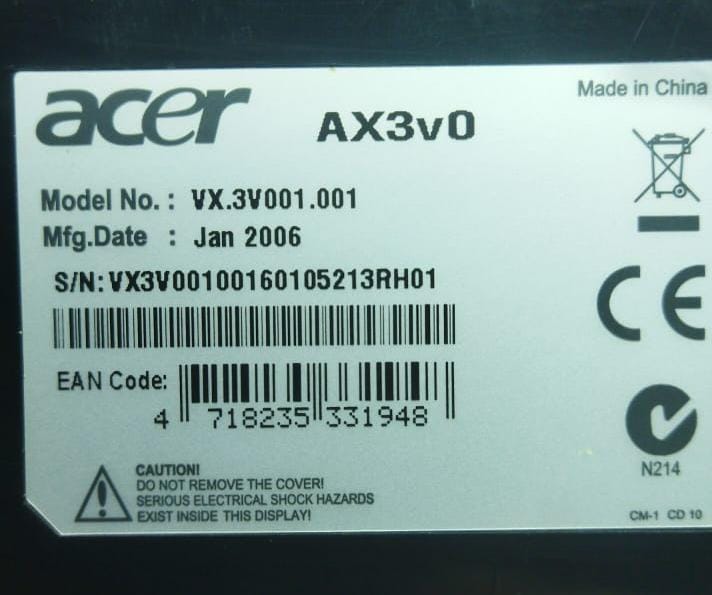 acer AX3v0 Made in China
Model No. : VX.3V001.001
Mfg.Date : Jan 2006
S/N: VX3V00100160105213RH01
EAN Code:
4 718235 331948
CE
N214
CAUTION!
DO NOT REMOVE THE COVER!
SERIOUS ELECTRICAL SHOCK HAZARDS
EXIST INSIDE THIS DISPLAY!
CM-1 CD 10